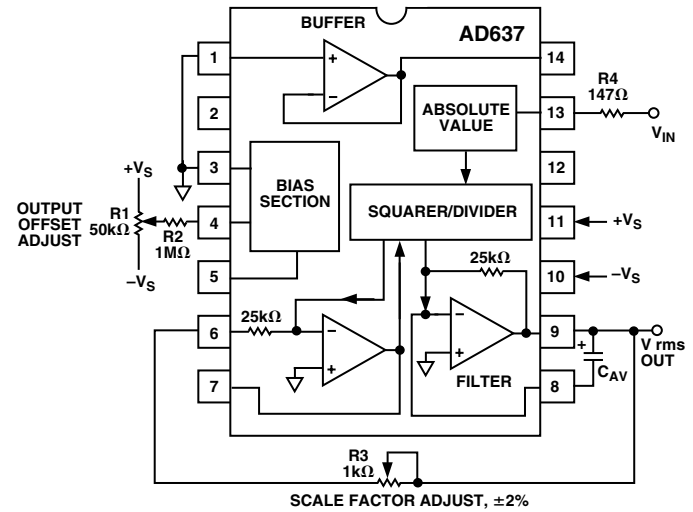 BUFFER
AD637
1
14
R4
147Ω
2
ABSOLUTE
VALUE
13
VIN
3
12
+VS
BIAS
SECTION
OUTPUT
OFFSET
ADJUST
R1
50kΩ
R2
1MΩ
4
SQUARER/DIVIDER
11
+VS
–VS
5
25kΩ
10
–VS
6
25kΩ
9
V rms
OUT
+
CAV
7
FILTER
8
+
–
–
+
–
+
R3
1kΩ
SCALE FACTOR ADJUST, ±2%